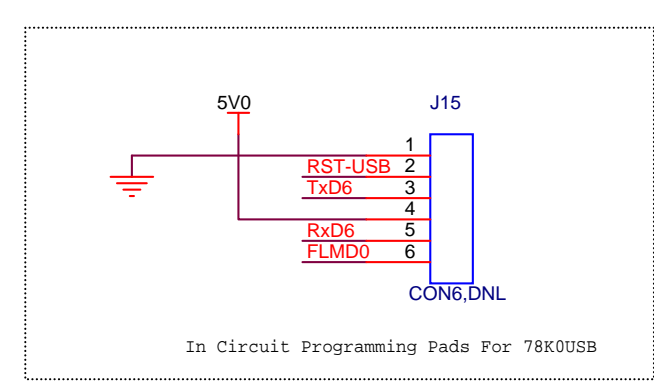 5V0
J15
1
RST-USB 2
TxD6 3
4
RxD6 5
FLMD0 6
CON6,DNL
In Circuit Programming Pads For 78K0USB